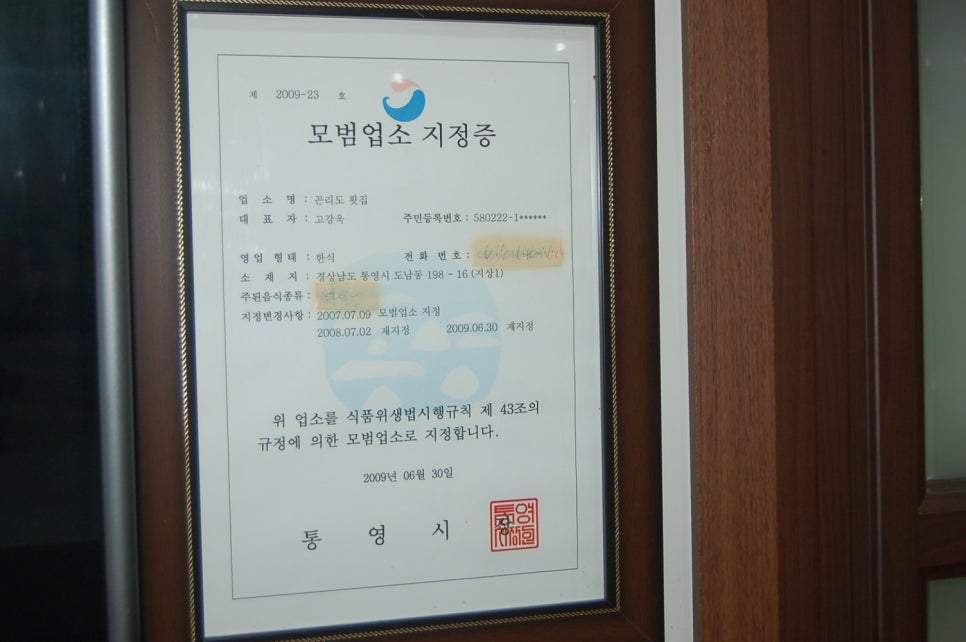 제 2009-23 호
모범업소 지정증
업 소 명 : 곤리도 횟집
대 표 자 : 고강욱 주민등록번호 : 580222-1******
영업 형태 : 한식 전화 번호 :
소 재 지 : 경상남도 통영시 도남동 198 - 16 (지상1)
주된음식종류 :
지정변경사항 : 2007.07.09 모범업소 지정
2008.07.02 재지정 2009.06.30 재지정
위 업소를 식품위생법시행규칙 제 43조의
규정에 의한 모범업소로 지정합니다.
2009년 06월 30일
통 영 시 장